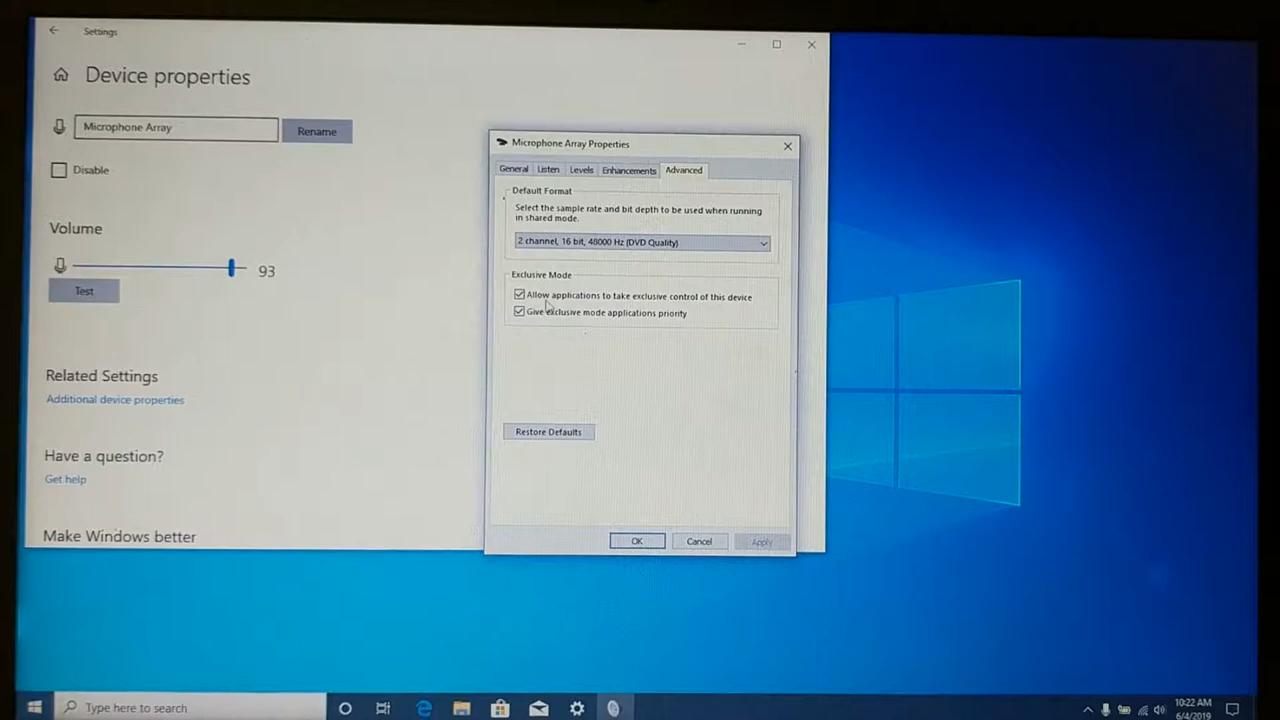 Settings
Device properties
Microphone Array
Rename
Disable
Volume
93
Test
Related Settings
Additional device properties
Have a question?
Get help
Make Windows better
Microphone Array Properties
General
Listen
Levels
Enhancements
Advanced
Default Format
Select the sample rate and bit depth to be used when running
in shared mode.
2 channel, 16 bit, 48000 Hz (DVD Quality)
Exclusive Mode
Allow applications to take exclusive control of this device
Give exclusive mode applications priority
Restore Defaults
OK
Cancel
Apply
Type here to search
10:22 AM
6/4/2019